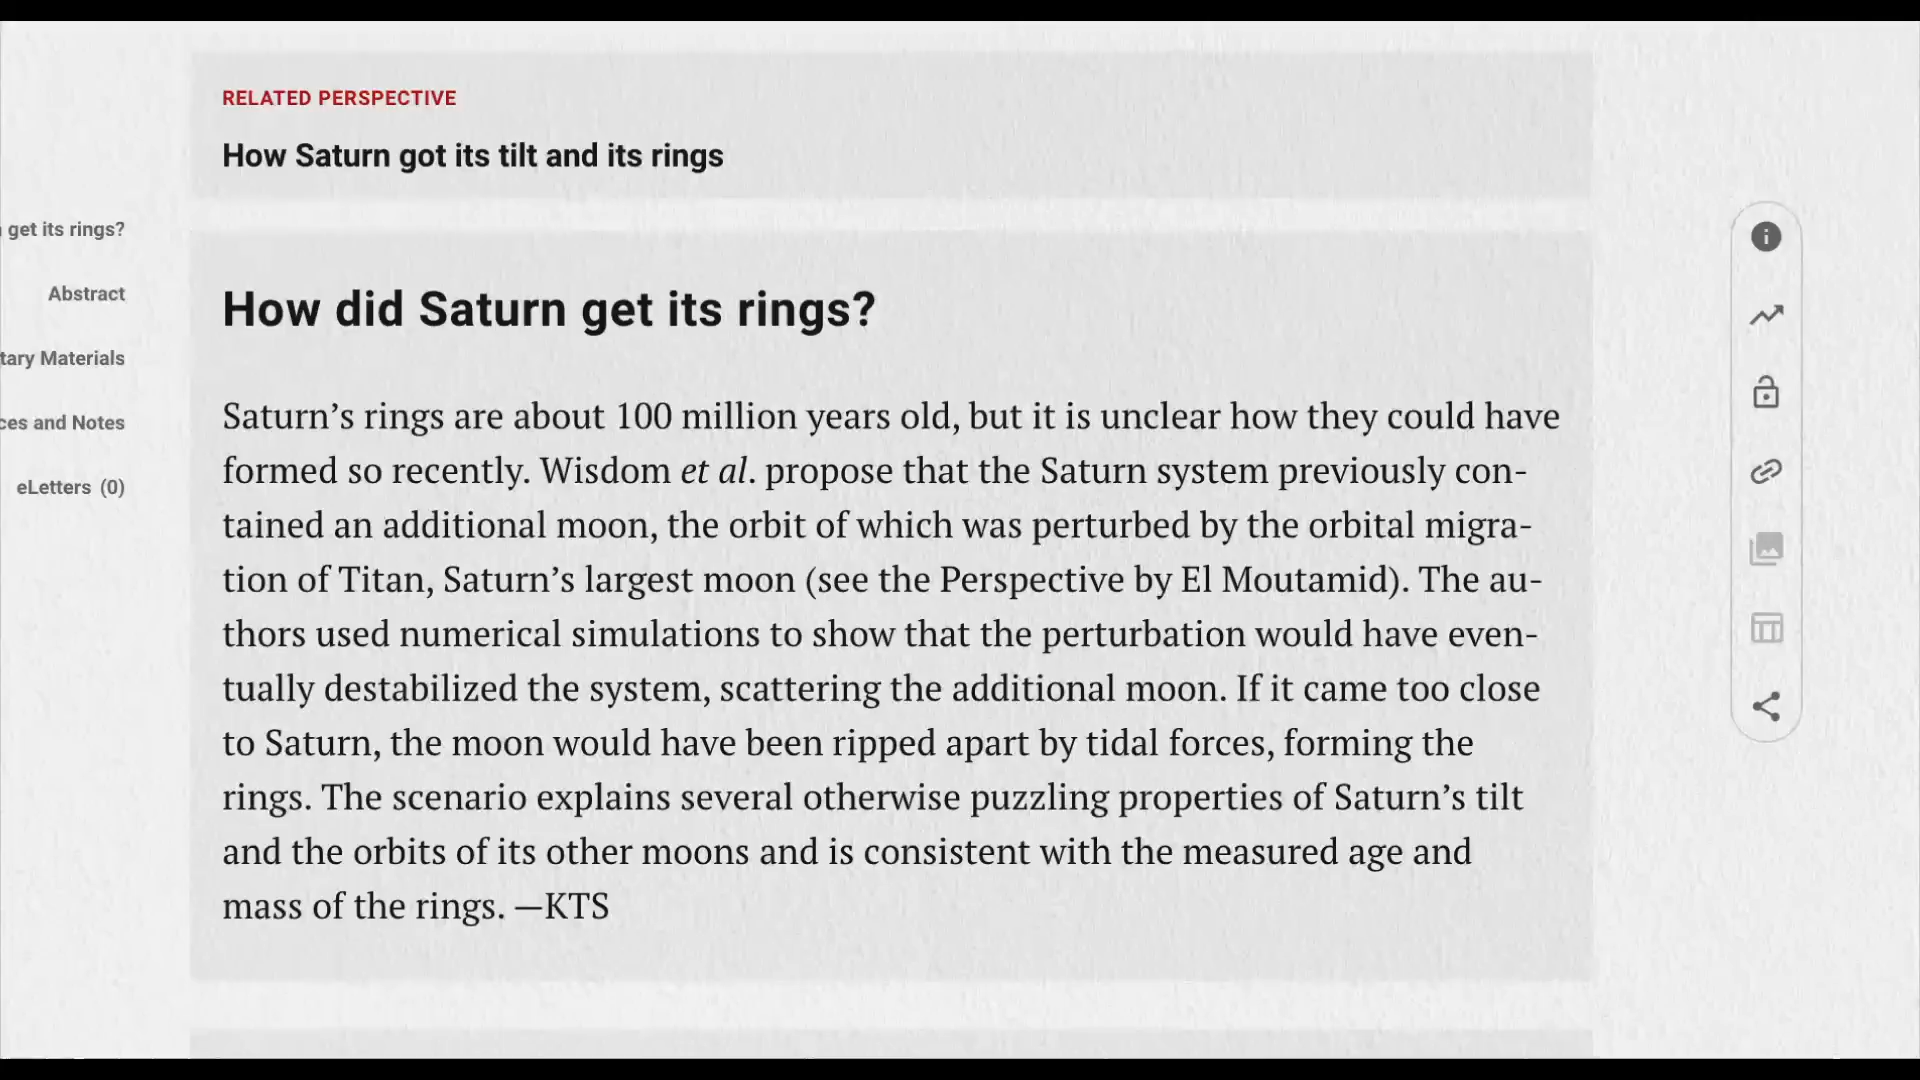 RELATED PERSPECTIVE
How Saturn got its tilt and its rings
get its rings?
Abstract
tary Materials
ces and Notes
eLetters (0)
How did Saturn get its rings?
Saturn’s rings are about 100 million years old, but it is unclear how they could have
formed so recently. Wisdom et al. propose that the Saturn system previously con-
tained an additional moon, the orbit of which was perturbed by the orbital migra-
tion of Titan, Saturn’s largest moon (see the Perspective by El Moutamid). The au-
thors used numerical simulations to show that the perturbation would have even-
tually destabilized the system, scattering the additional moon. If it came too close
to Saturn, the moon would have been ripped apart by tidal forces, forming the
rings. The scenario explains several otherwise puzzling properties of Saturn’s tilt
and the orbits of its other moons and is consistent with the measured age and
mass of the rings. —KTS